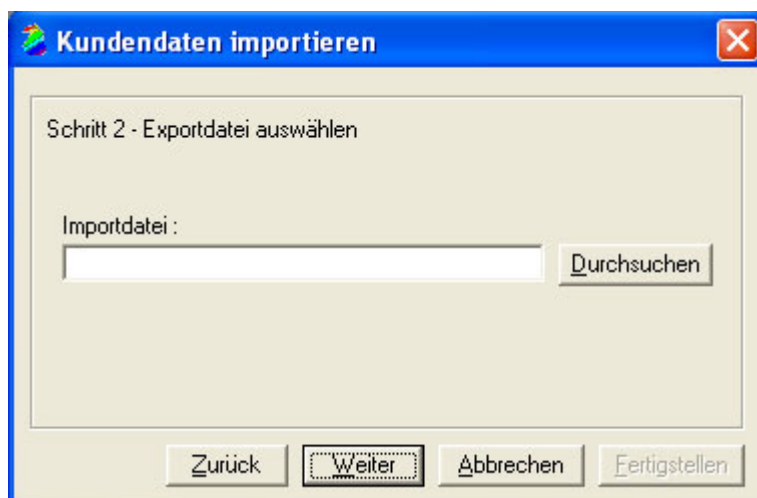 Kundendaten importieren
Schritt 2 - Exportdatei auswählen
Importdatei :
Durchsuchen
Zurück Weiter Abbrechen Fertigstellen